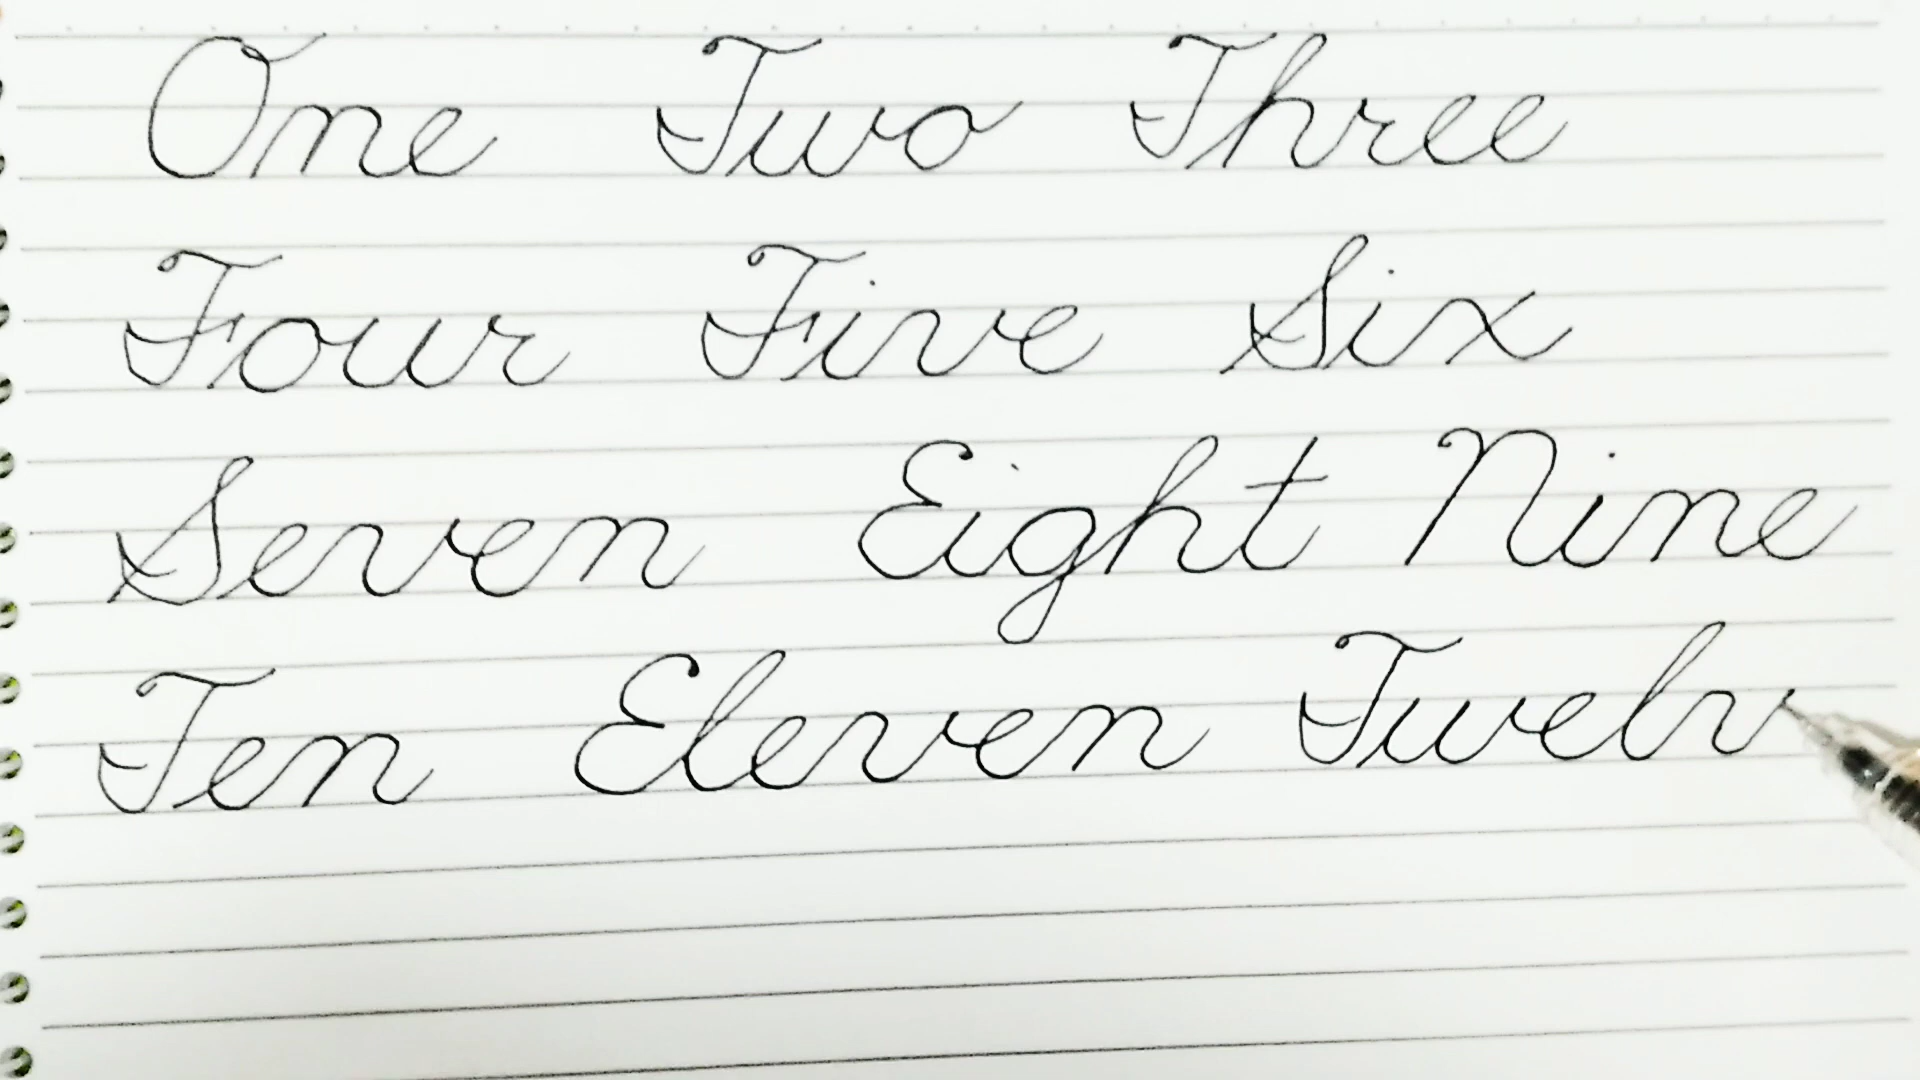 One Two Three
Four Five Six
Seven Eight Nine
Ten Eleven Twelv